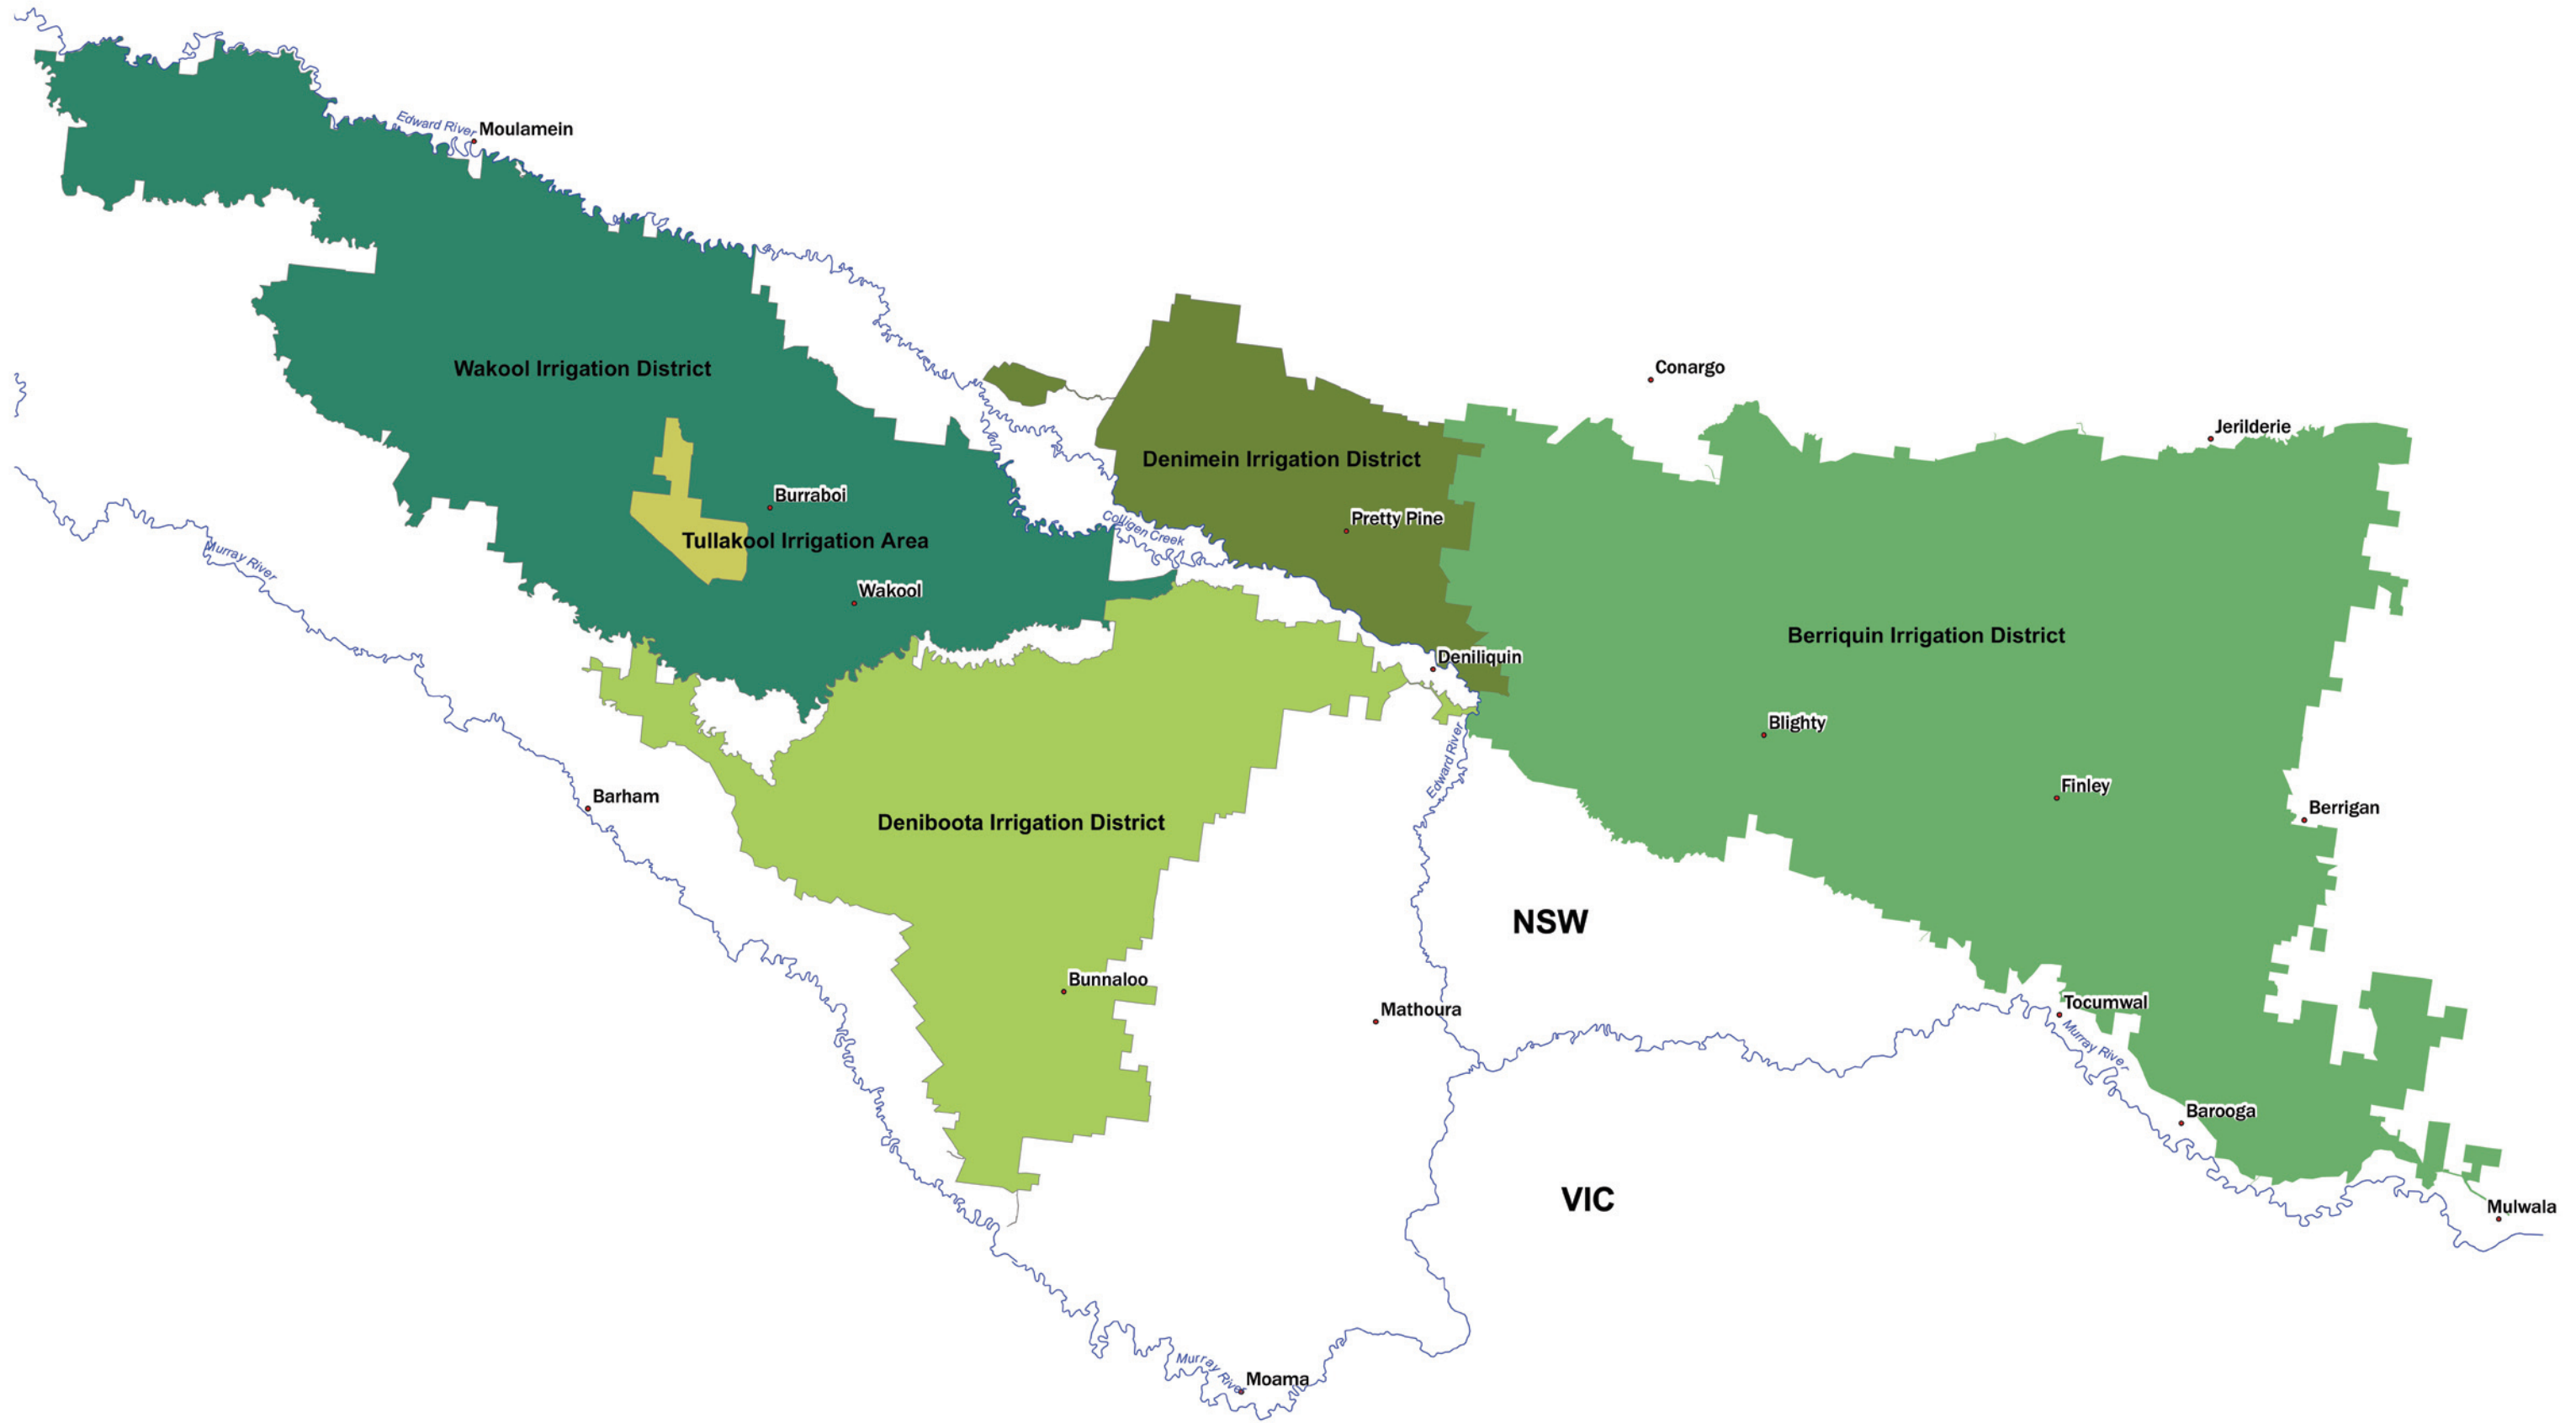 Edward River
Moulamein
Wakool Irrigation District
Conargo
Jerilderie
Denimein Irrigation District
Burraboi
Pretty Pine
Colligen Creek
Tullakool Irrigation Area
Murray River
Wakool
Berriquin Irrigation District
Deniliquin
Blighty
Edward River
Finley
Barham
Berrigan
Deniboota Irrigation District
NSW
Bunnaloo
Mathoura
Tocumwal
Murray River
Barooga
VIC
Mulwala
Murray River
Moama